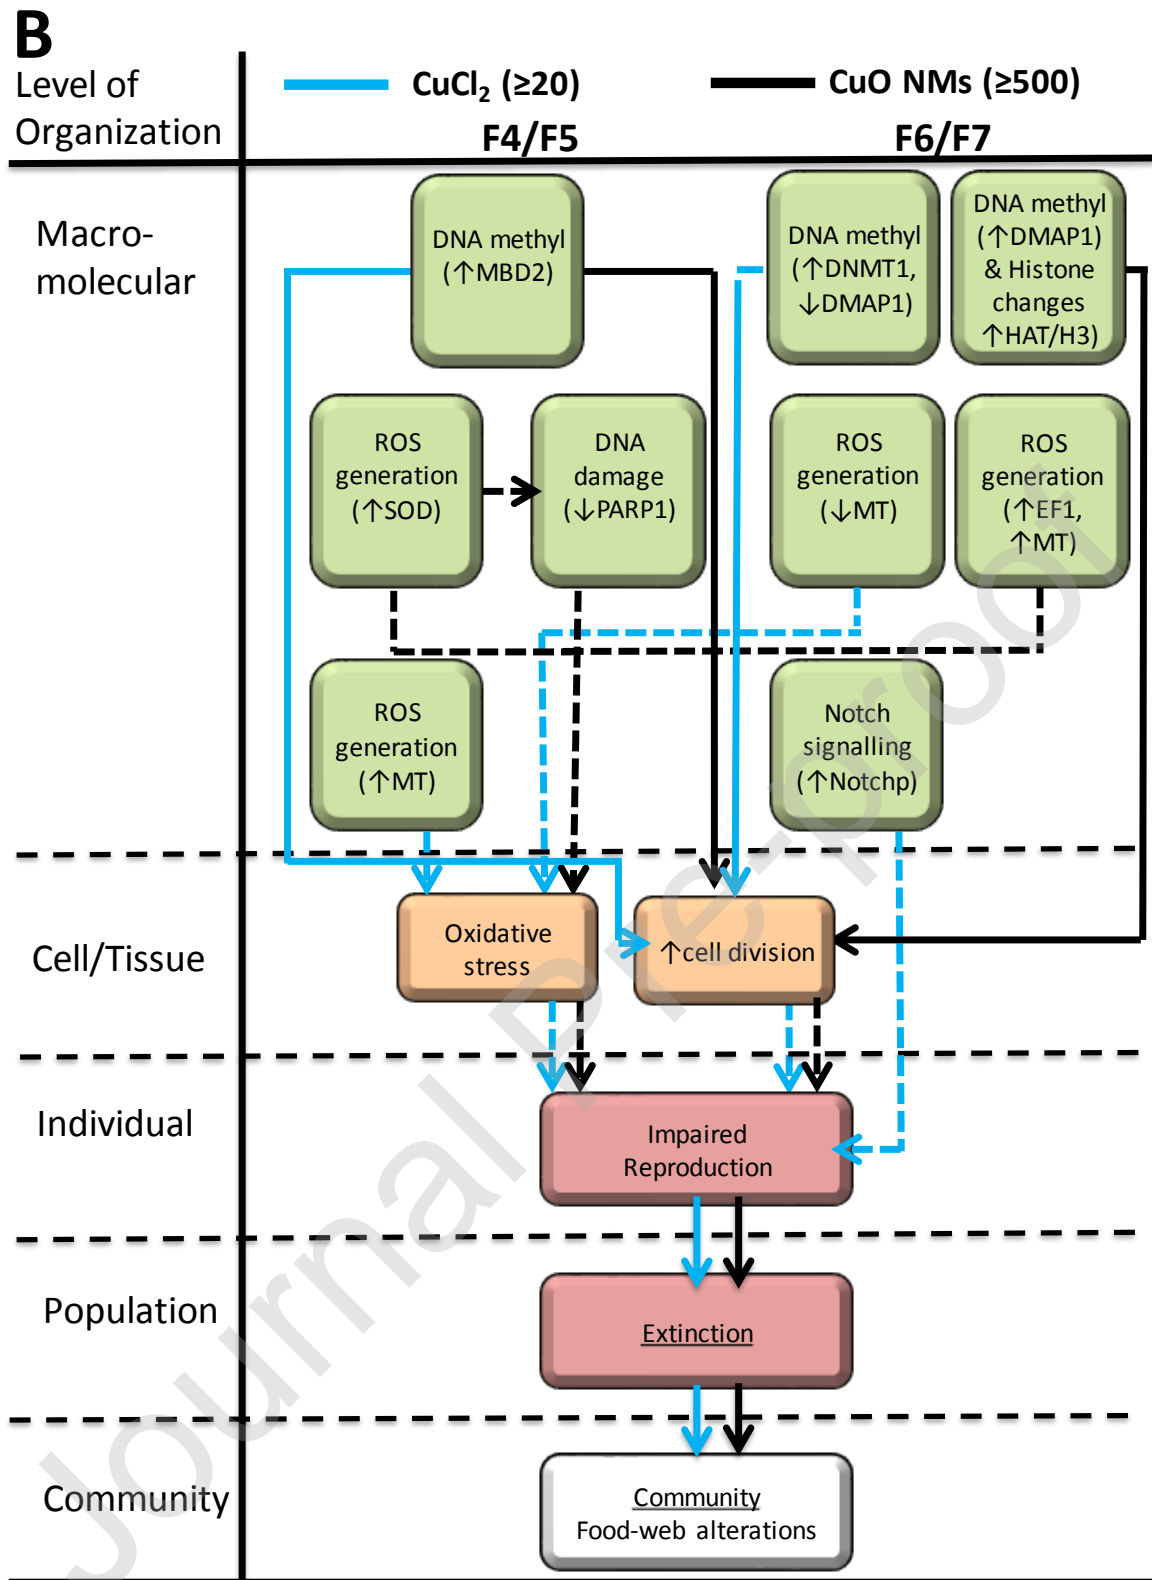 B
Level of
Organization
CuCl₂ (≥20)
CuO NMs (≥500)
F4/F5
F6/F7
Macro-
molecular
DNA methyl
(↑MBD2)
DNA methyl
(↑DNMT1,
↓DMAP1)
DNA methyl
(↑DMAP1)
& Histone
changes
↑HAT/H3)
ROS
generation
(↑SOD)
DNA
damage
(↓PARP1)
ROS
generation
(↓MT)
ROS
generation
(↑EF1,
↑MT)
ROS
generation
(↑MT)
Notch
signalling
(↑Notchp)
Cell/Tissue
Oxidative
stress
↑cell division
Individual
Impaired
Reproduction
Population
Extinction
Community
Community
Food-web alterations
Journal Pre-proof